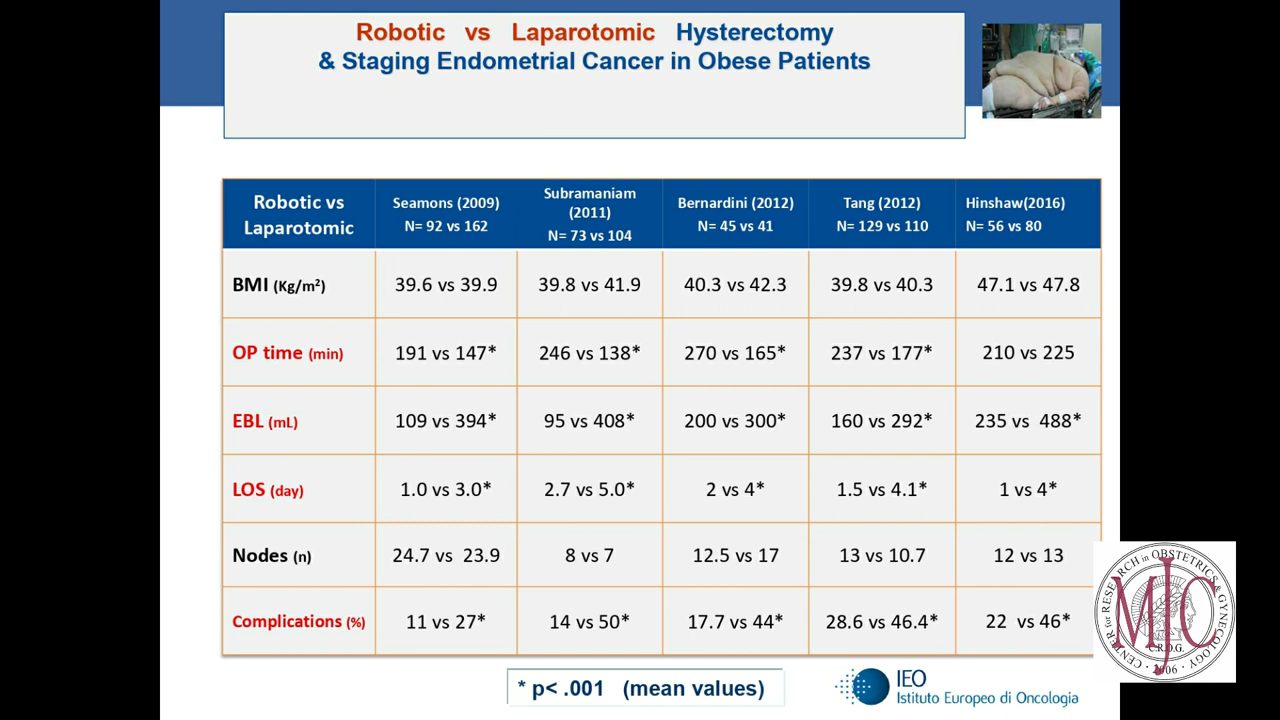 Robotic vs Laparotomic Hysterectomy
& Staging Endometrial Cancer in Obese Patients
Robotic vs Laparotomic
Seamons (2009) N= 92 vs 162
Subramaniam (2011) N= 73 vs 104
Bernardini (2012) N= 45 vs 41
Tang (2012) N= 129 vs 110
Hinshaw(2016) N= 56 vs 80
BMI (Kg/m²) 39.6 vs 39.9 39.8 vs 41.9 40.3 vs 42.3 39.8 vs 40.3 47.1 vs 47.8
OP time (min) 191 vs 147* 246 vs 138* 270 vs 165* 237 vs 177* 210 vs 225
EBL (mL) 109 vs 394* 95 vs 408* 200 vs 300* 160 vs 292* 235 vs 488*
LOS (day) 1.0 vs 3.0* 2.7 vs 5.0* 2 vs 4* 1.5 vs 4.1* 1 vs 4*
Nodes (n) 24.7 vs 23.9 8 vs 7 12.5 vs 17 13 vs 10.7 12 vs 13
Complications (%) 11 vs 27* 14 vs 50* 17.7 vs 44* 28.6 vs 46.4* 22 vs 46*
* p< .001 (mean values)
IEO
Istituto Europeo di Oncologia
CENTER for RESEARCH in OBSTETRICS & GYNECOLOGY
MJC
C.R.D.G.
2006